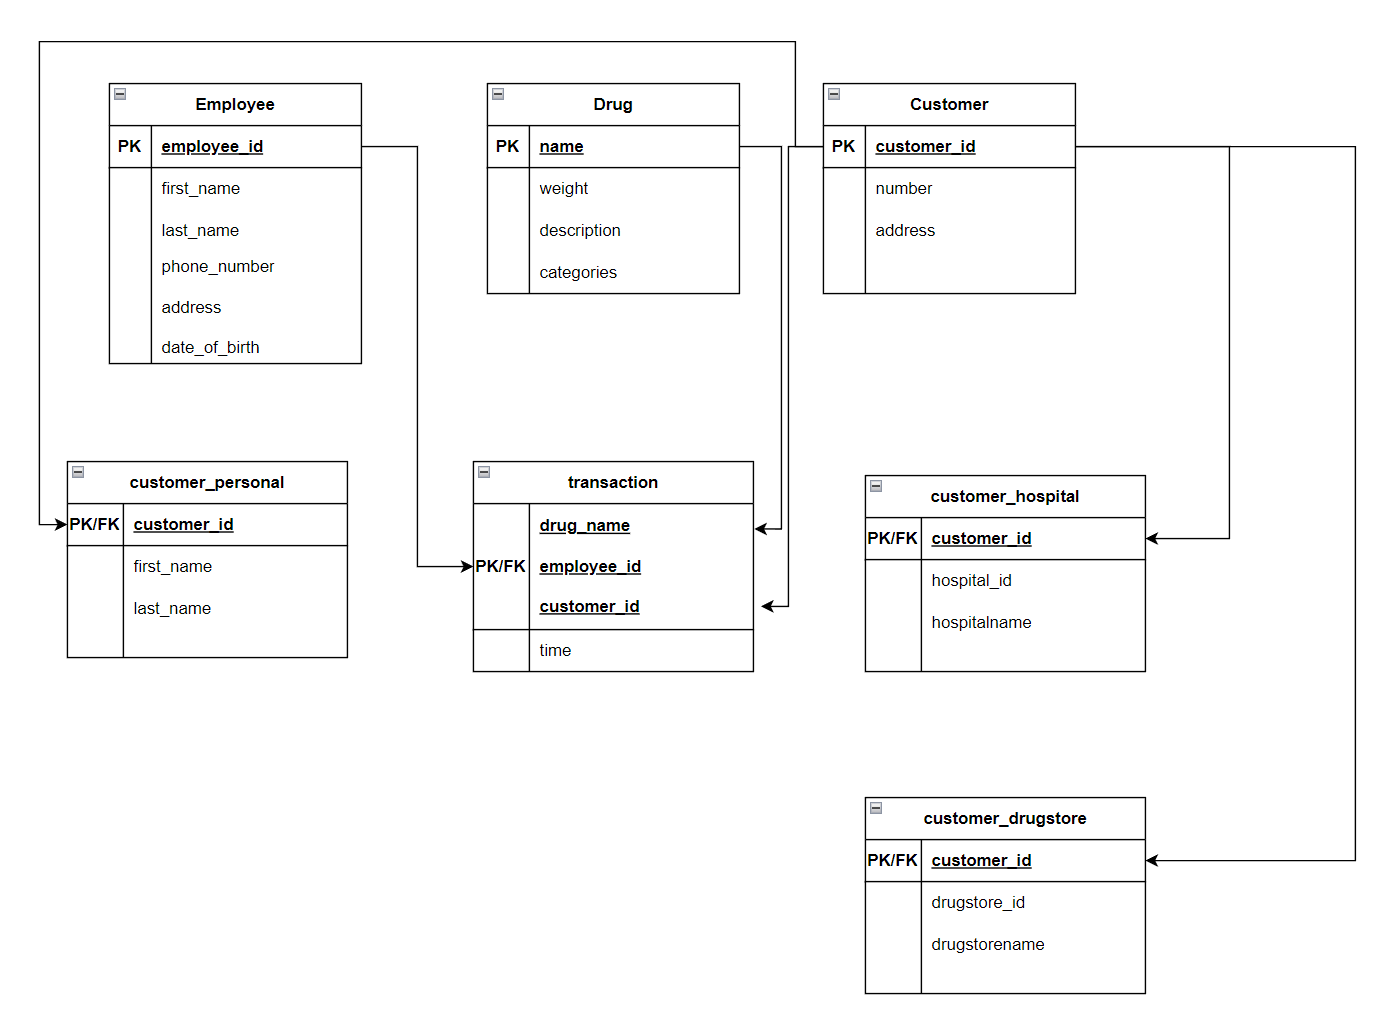 Employee
PK employee_id
first_name
last_name
phone_number
address
date_of_birth
Drug
PK name
weight
description
categories
Customer
PK customer_id
number
address
customer_personal
PK/FK customer_id
first_name
last_name
transaction
drug_name
PK/FK employee_id
customer_id
time
customer_hospital
PK/FK customer_id
hospital_id
hospitalname
customer_drugstore
PK/FK customer_id
drugstore_id
drugstorename